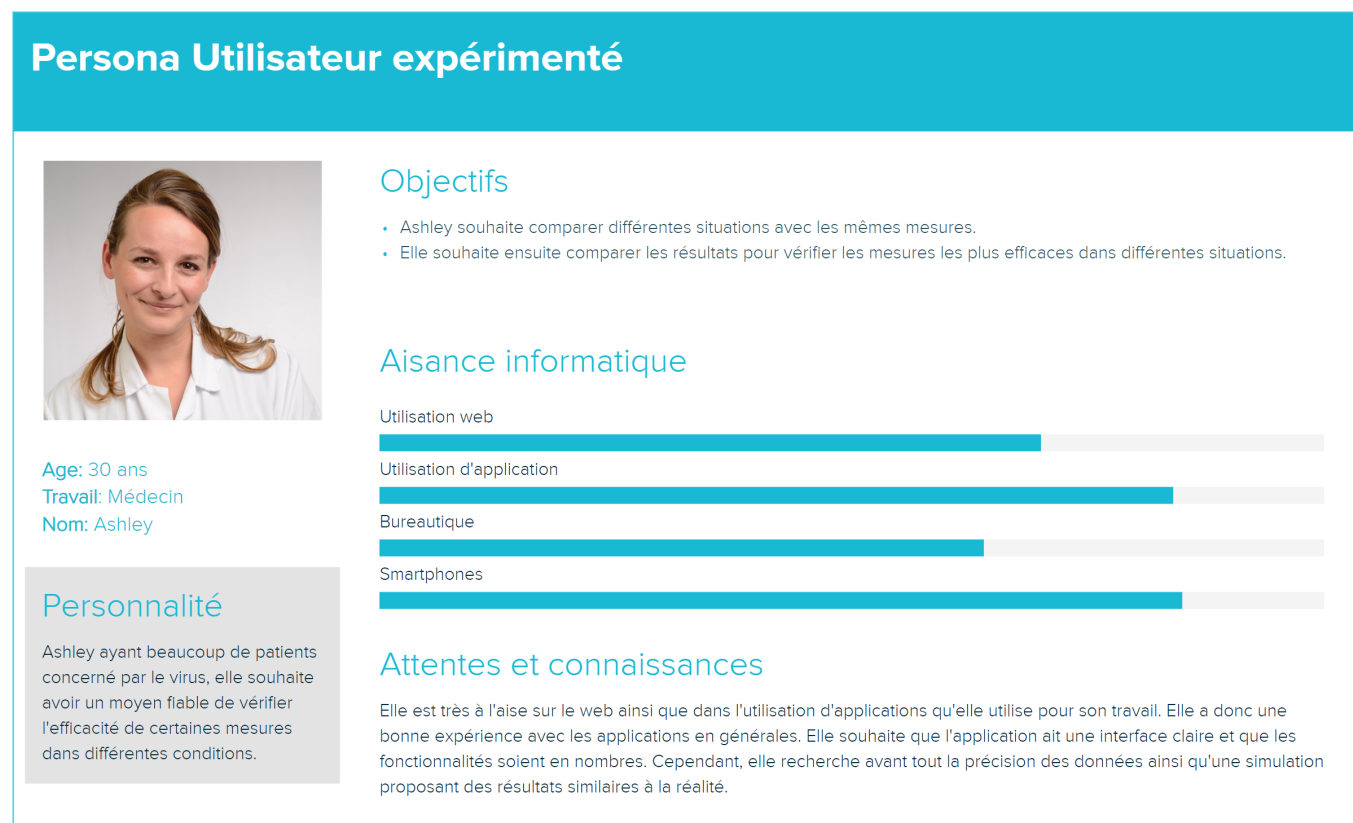 Persona Utilisateur expérimenté
Age: 30 ans
Travail: Médecin
Nom: Ashley
Personnalité
Ashley ayant beaucoup de patients
concerné par le virus, elle souhaite
avoir un moyen fiable de vérifier
l'efficacité de certaines mesures
dans différentes conditions.
Objectifs
• Ashley souhaite comparer différentes situations avec les mêmes mesures.
• Elle souhaite ensuite comparer les résultats pour vérifier les mesures les plus efficaces dans différentes situations.
Aisance informatique
Utilisation web
Utilisation d'application
Bureautique
Smartphones
Attentes et connaissances
Elle est très à l'aise sur le web ainsi que dans l'utilisation d'applications qu'elle utilise pour son travail. Elle a donc une
bonne expérience avec les applications en générales. Elle souhaite que l'application ait une interface claire et que les
fonctionnalités soient en nombres. Cependant, elle recherche avant tout la précision des données ainsi qu'une simulation
proposant des résultats similaires à la réalité.